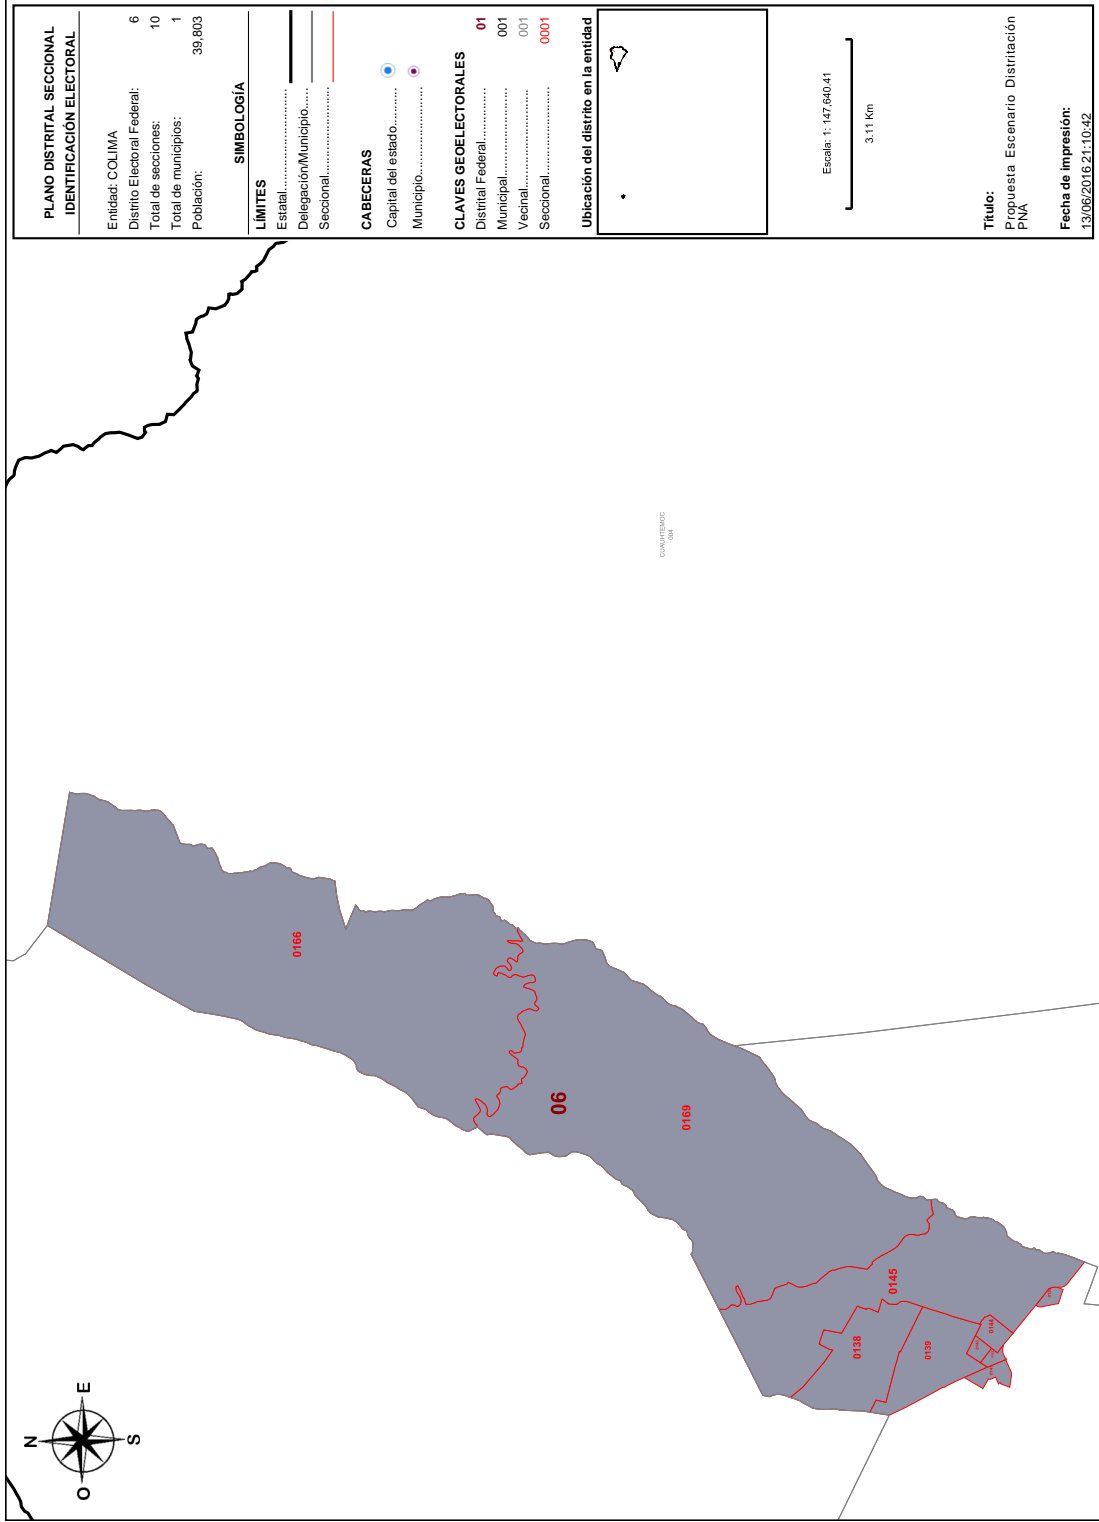 PLANO DISTRITAL SECCIONAL
IDENTIFICACIÓN ELECTORAL
Entidad: COLIMA
Distrito Electoral Federal: 6
Total de secciones: 10
Total de municipios: 1
Población: 39,803
SIMBOLOGÍA
LÍMITES
Estatal
Delegación/Municipio
Seccional
CABECERAS
Capital del estado
Municipio
CLAVES GEOELECTORALES
Distrital Federal 01
Municipal 001
Vecinal 001
Seccional 0001
Ubicación del distrito en la entidad
Escala: 1: 147,640.41
3.11 Km
Título:
Propuesta Escenario Distritación
PNA
Fecha de impresión:
13/06/2016 21:10:42
CUAUHTEMOC
004
0166
06
0169
0145
0138
0139
0144
N
E
S
O